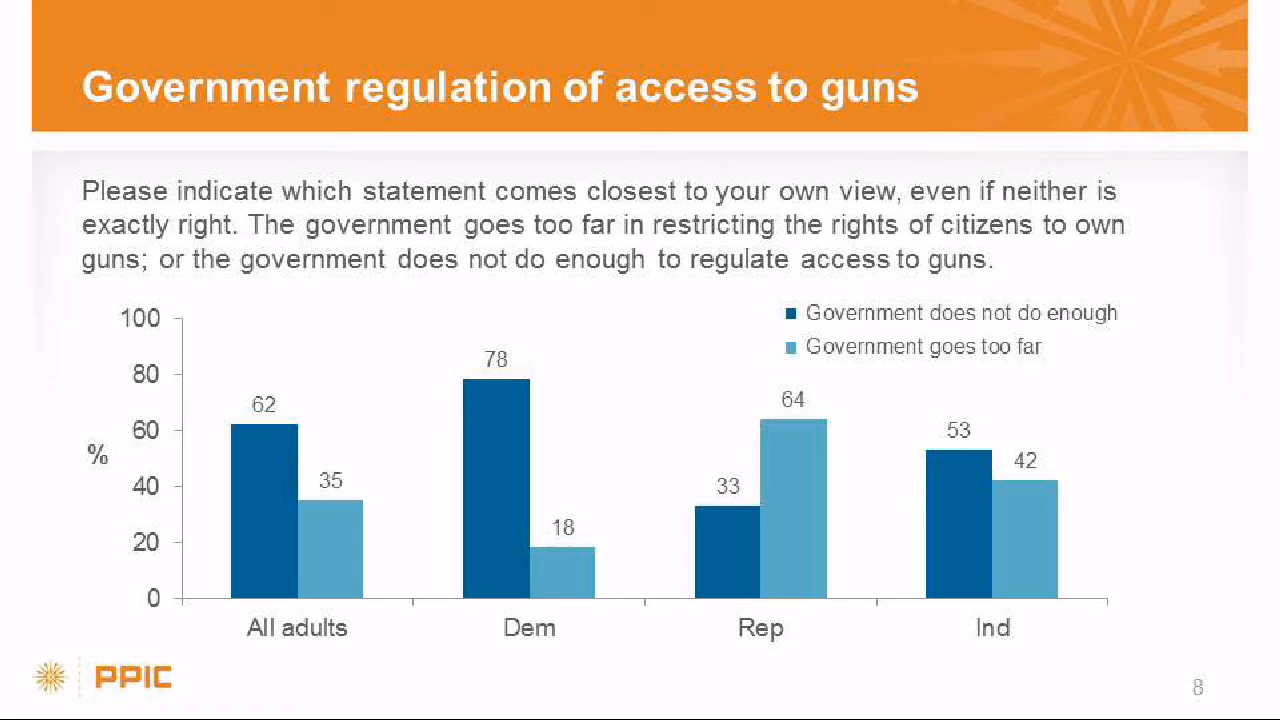 Government regulation of access to guns
Please indicate which statement comes closest to your own view, even if neither is
exactly right. The government goes too far in restricting the rights of citizens to own
guns; or the government does not do enough to regulate access to guns.
Government does not do enough
Government goes too far
%
100
80
60
40
20
0
62
35
78
18
33
64
53
42
All adults
Dem
Rep
Ind
PPIC
8